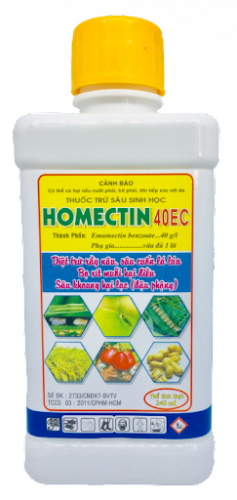 CẢNH BÁO
Có thể có hại nếu nuốt phải, hít phải, khi tiếp xúc với da
THUỐC TRỪ SÂU SINH HỌC
HOMECTIN 40EC
Thành Phần: Emamectin benzoate...40 g/l
Phụ gia...............vừa đủ 1 lít
Diệt trừ rầy nâu, sâu cuốn lá lúa
Bọ xít muỗi hại điều
Sâu khoang hại lạc (đậu phộng)
Số ĐK : 2733/CNĐKT-BVTV
TCCS 03 : 2011/CPHM-HCM
Thể tích thực
240 ml